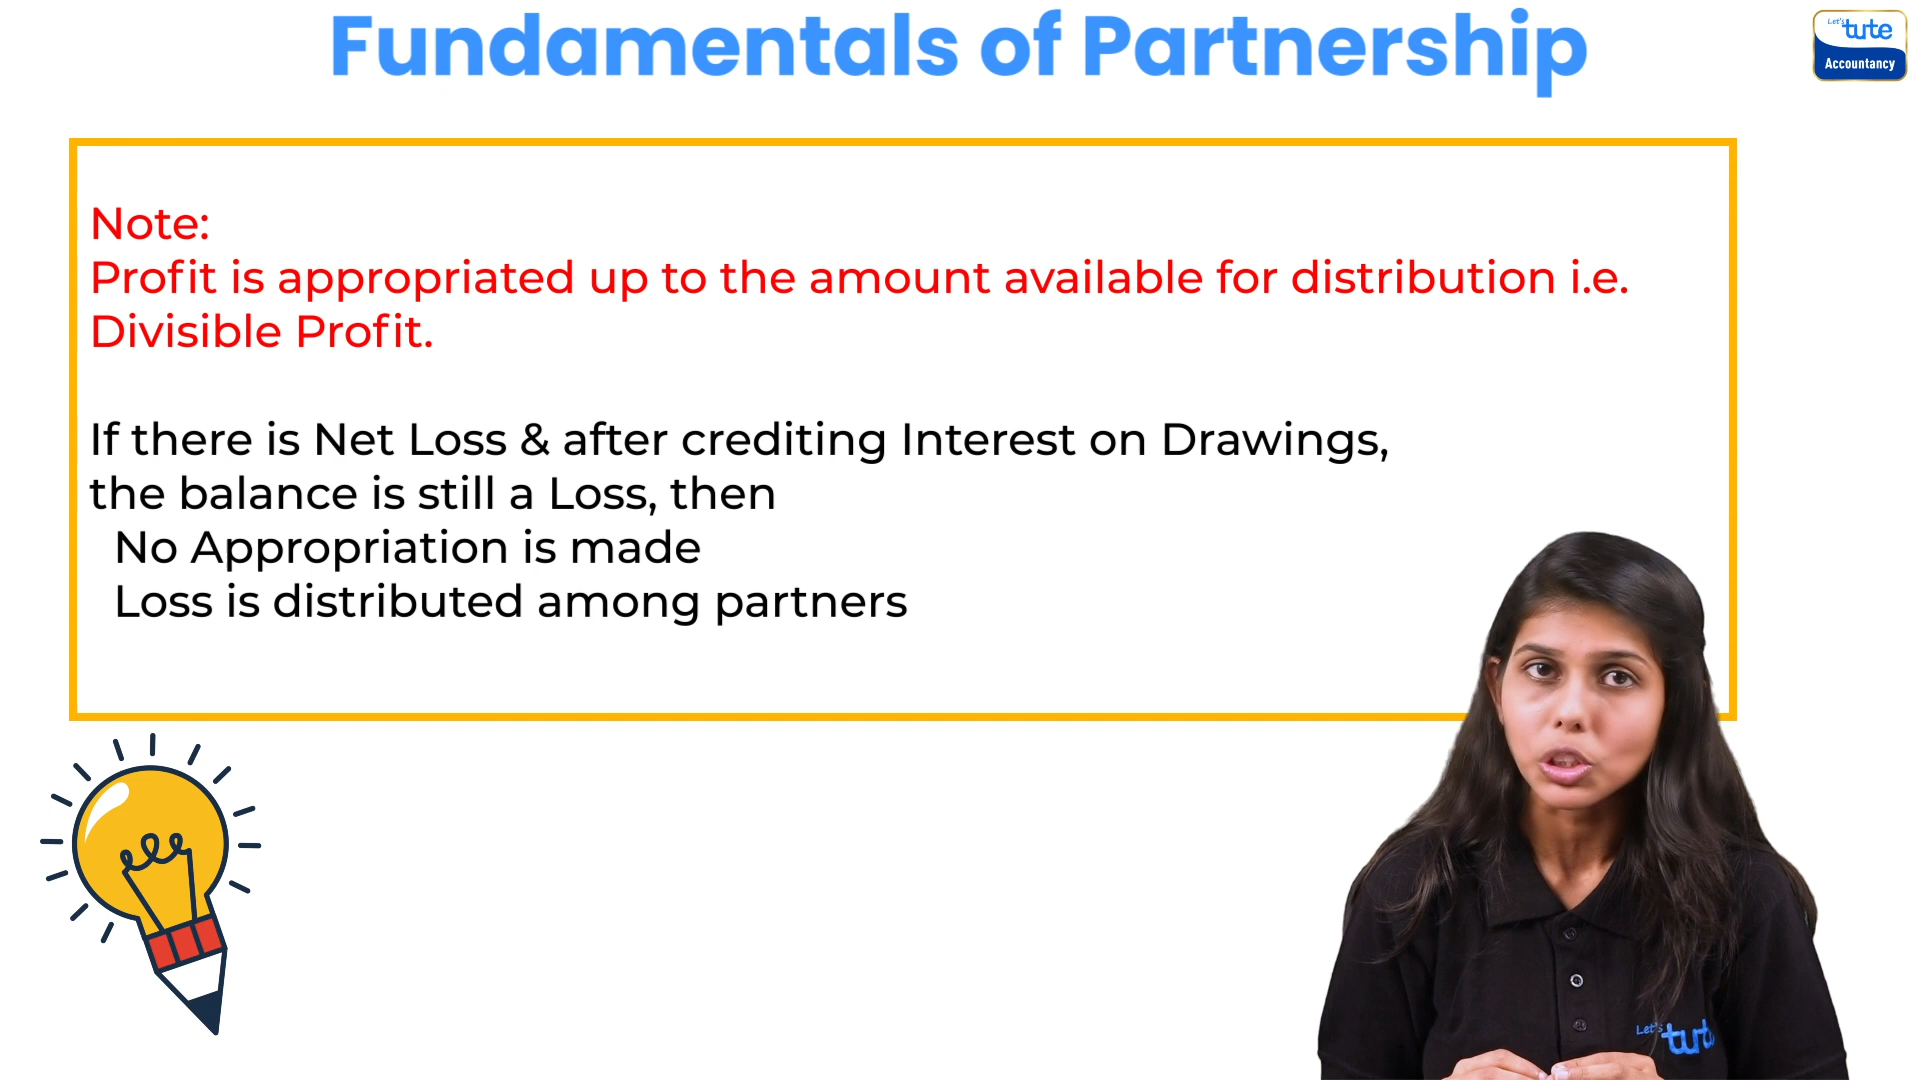 Fundamentals of Partnership
Let's
tute
Accountancy
Note:
Profit is appropriated up to the amount available for distribution i.e.
Divisible Profit.
If there is Net Loss & after crediting Interest on Drawings,
the balance is still a Loss, then
No Appropriation is made
Loss is distributed among partners
Let's
tute